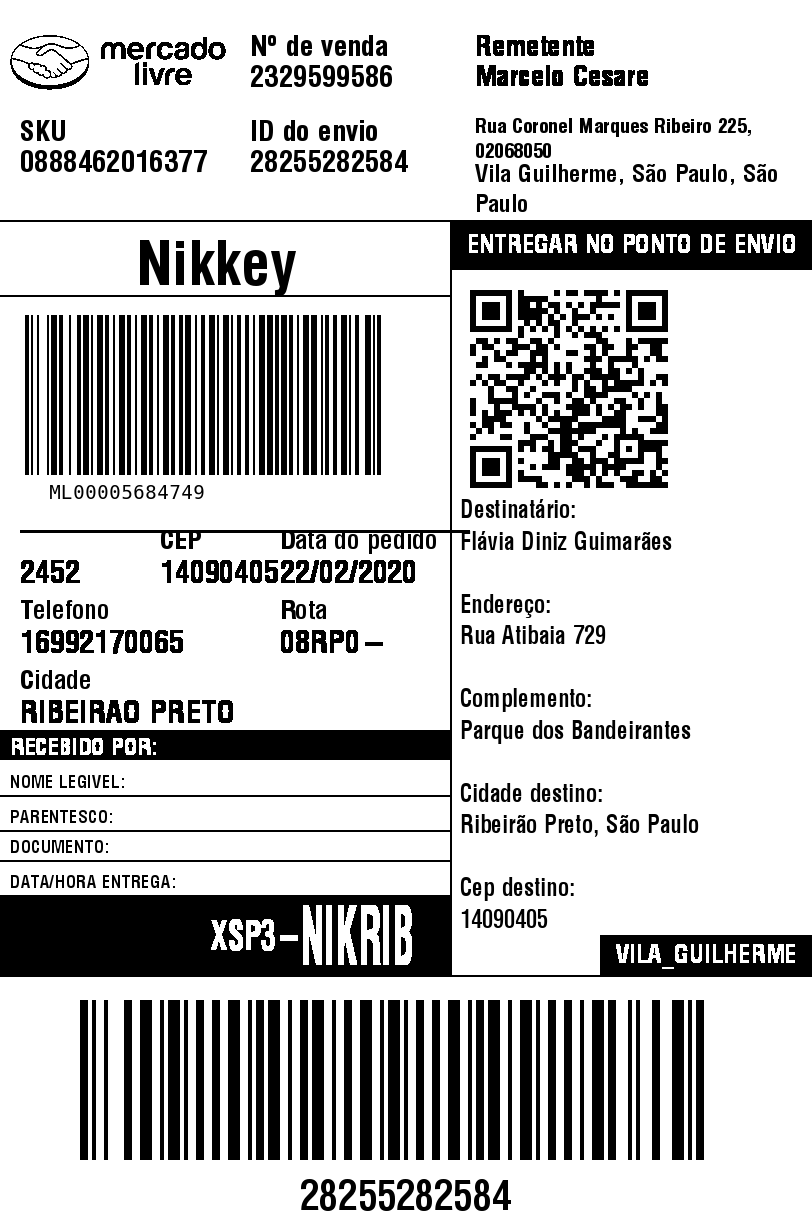 mercado
livre
Nº de venda
2329599586
Remetente
Marcelo Cesare
SKU
0888462016377
ID do envio
28255282584
Rua Coronel Marques Ribeiro 225,
02068050
Vila Guilherme, São Paulo, São
Paulo
Nikkey
ENTREGAR NO PONTO DE ENVIO
ML00005684749
CEP
Data do pedido
2452
14090405
22/02/2020
Telefono
Rota
16992170065
08RP0 –
Cidade
RIBEIRAO PRETO
RECEBIDO POR:
NOME LEGIVEL:
PARENTESCO:
DOCUMENTO:
DATA/HORA ENTREGA:
XSP3–NIKRIB
Destinatário:
Flávia Diniz Guimarães
Endereço:
Rua Atibaia 729
Complemento:
Parque dos Bandeirantes
Cidade destino:
Ribeirão Preto, São Paulo
Cep destino:
14090405
VILA_GUILHERME
28255282584